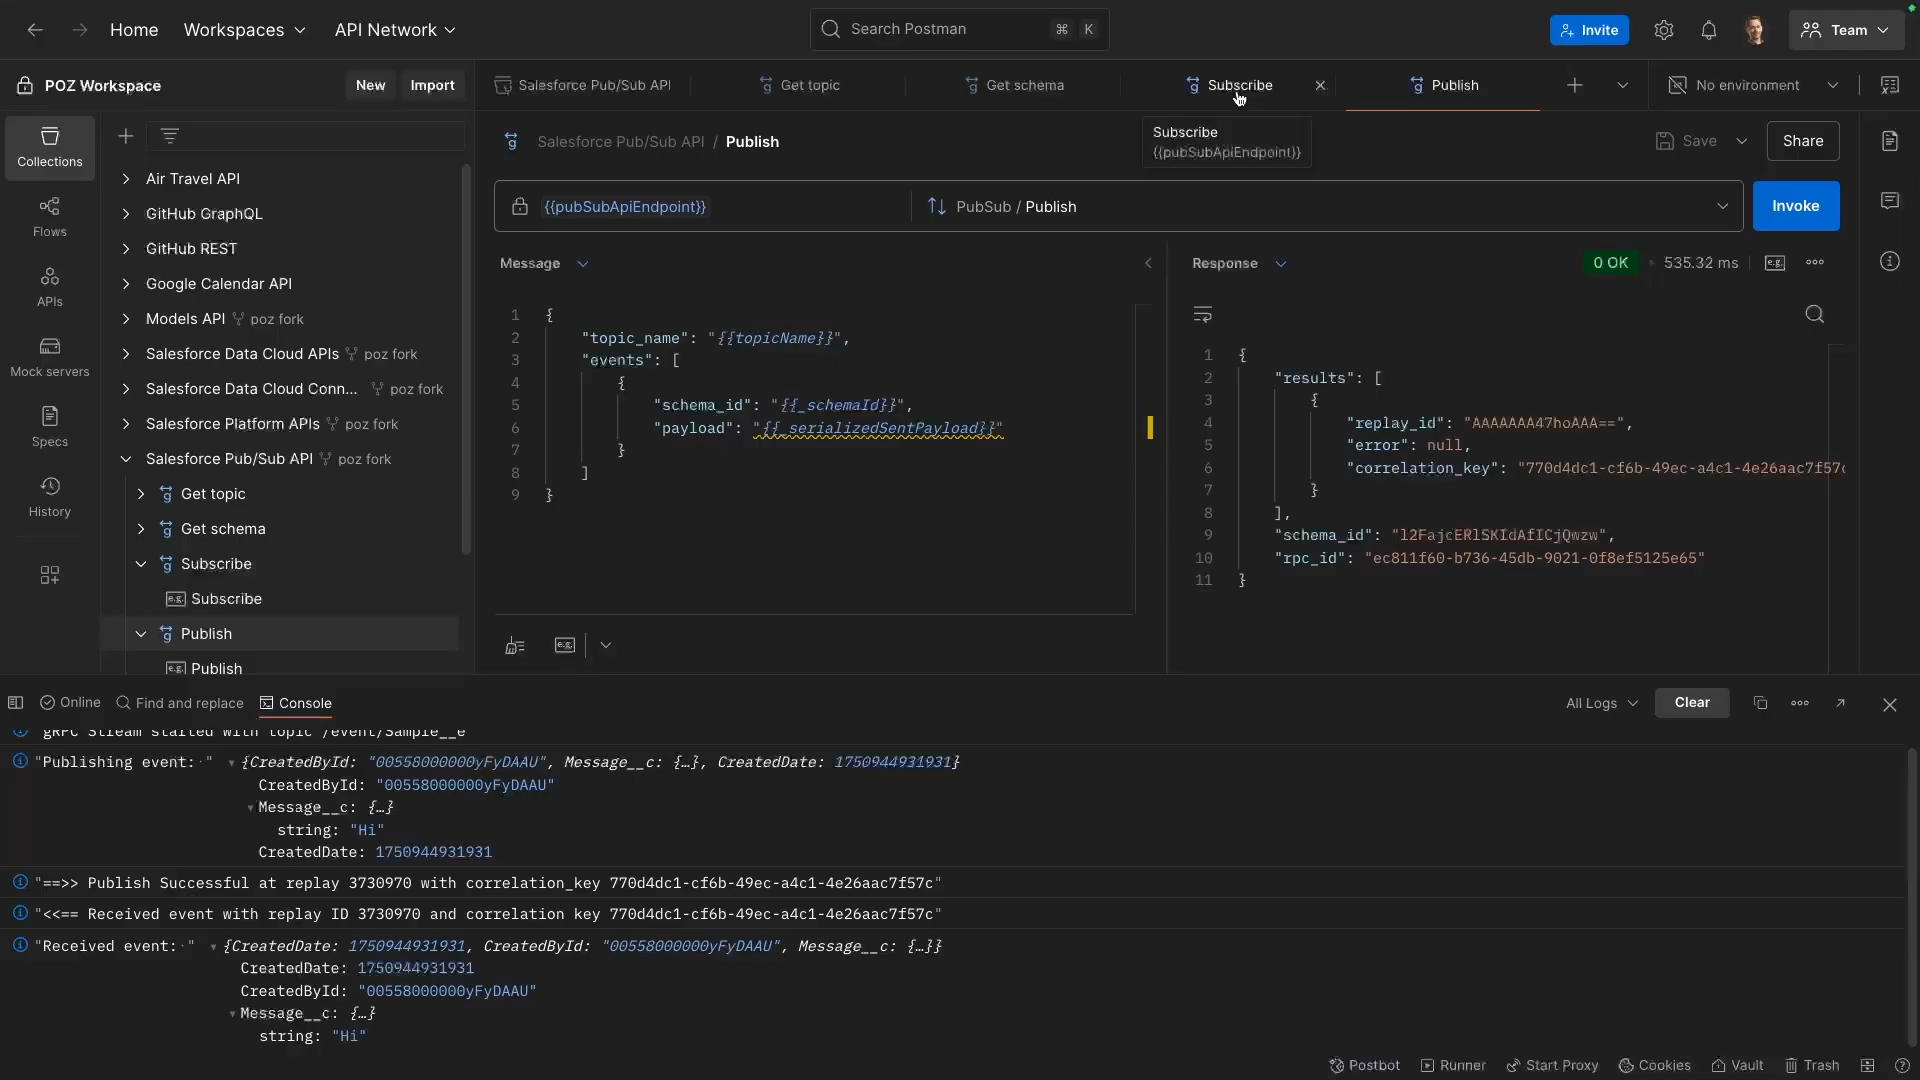 Home
Workspaces
API Network
Search Postman
⌘
K
Invite
Team
POZ Workspace
New
Import
Salesforce Pub/Sub API
Get topic
Get schema
Subscribe
Publish
No environment
Collections
Salesforce Pub/Sub API / Publish
Subscribe
{{pubSubApiEndpoint}}
Save
Share
Air Travel API
GitHub GraphQL
GitHub REST
Google Calendar API
Models API poz fork
Salesforce Data Cloud APIs poz fork
Salesforce Data Cloud Conn... poz fork
Salesforce Platform APIs poz fork
Salesforce Pub/Sub API poz fork
Get topic
Get schema
Subscribe
e.g. Subscribe
Publish
e.g. Publish
Flows
APIs
Mock servers
Specs
History
{{pubSubApiEndpoint}}
PubSub / Publish
Invoke
Message
1 {
2 "topic_name": "{{topicName}}",
3 "events": [
4 {
5 "schema_id": "{{_schemaId}}",
6 "payload": "{{_serializedSentPayload}}"
7 }
8 ]
9 }
e.g.
Response
0 OK
535.32 ms
e.g.
1 {
2 "results": [
3 {
4 "replay_id": "AAAAAAA47hoAAA==",
5 "error": null,
6 "correlation_key": "770d4dc1-cf6b-49ec-a4c1-4e26aac7f57c
7 }
8 ],
9 "schema_id": "l2FajcERlSKIdAfICjQwzw",
10 "rpc_id": "ec811f60-b736-45db-9021-0f8ef5125e65"
11 }
Online
Find and replace
Console
All Logs
Clear
gRPC Stream started with topic /event/Sample__e
"Publishing event: " {CreatedById: "00558000000yFyDAAU", Message__c: {…}, CreatedDate: 1750944931931}
CreatedById: "00558000000yFyDAAU"
Message__c: {…}
string: "Hi"
CreatedDate: 1750944931931
"==>> Publish Successful at replay 3730970 with correlation_key 770d4dc1-cf6b-49ec-a4c1-4e26aac7f57c"
"<<== Received event with replay ID 3730970 and correlation key 770d4dc1-cf6b-49ec-a4c1-4e26aac7f57c"
"Received event: " {CreatedDate: 1750944931931, CreatedById: "00558000000yFyDAAU", Message__c: {…}}
CreatedDate: 1750944931931
CreatedById: "00558000000yFyDAAU"
Message__c: {…}
string: "Hi"
Postbot
Runner
Start Proxy
Cookies
Vault
Trash